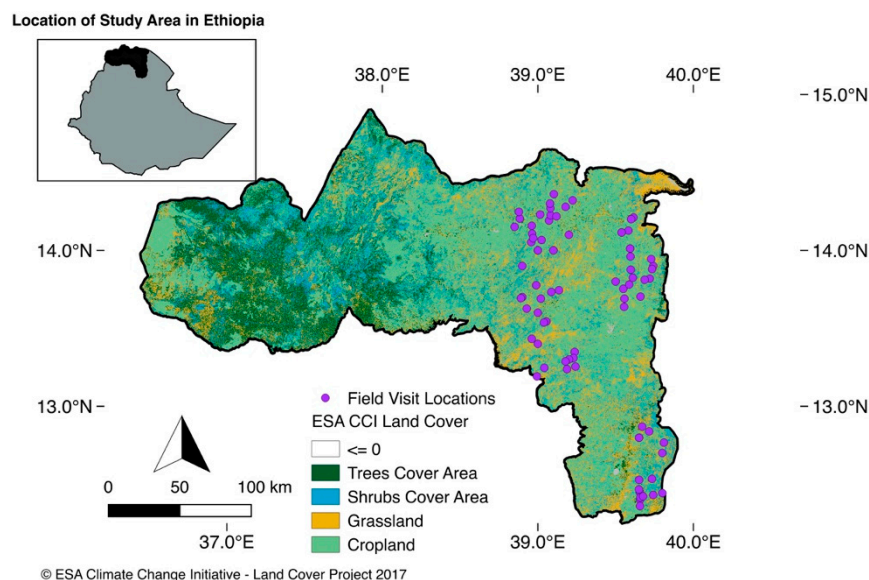 Location of Study Area in Ethiopia
38.0°E
39.0°E
40.0°E
15.0°N
14.0°N
14.0°N
13.0°N
13.0°N
Field Visit Locations
ESA CCI Land Cover
<= 0
Trees Cover Area
Shrubs Cover Area
Grassland
Cropland
0
50
100 km
37.0°E
39.0°E
40.0°E
© ESA Climate Change Initiative - Land Cover Project 2017